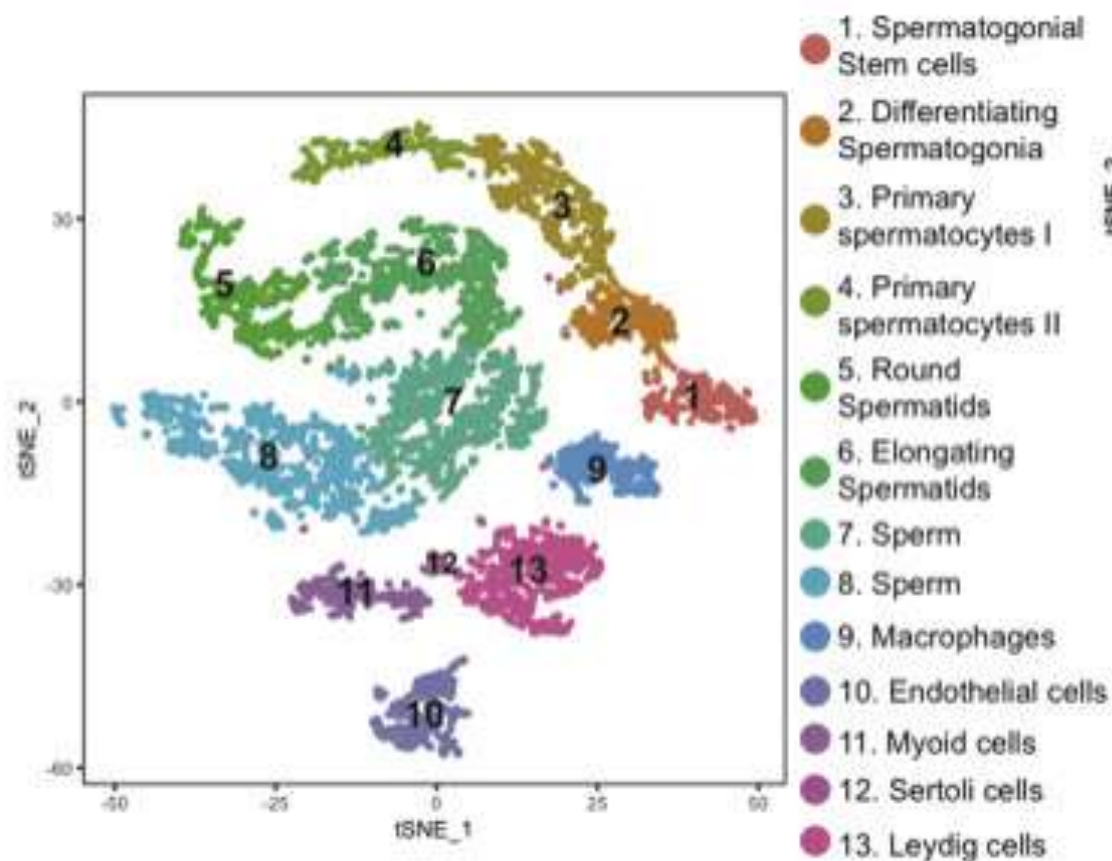 1. Spermatogonial
Stem cells
2. Differentiating
Spermatogonia
3. Primary
spermatocytes I
4. Primary
spermatocytes II
5. Round
Spermatids
6. Elongating
Spermatids
7. Sperm
8. Sperm
9. Macrophages
10. Endothelial cells
11. Myoid cells
12. Sertoli cells
13. Leydig cells
tSNE_2
30
0
-30
-60
4
3
6
5
2
1
7
8
9
12
13
11
10
-50
-25
0
25
50
tSNE_1